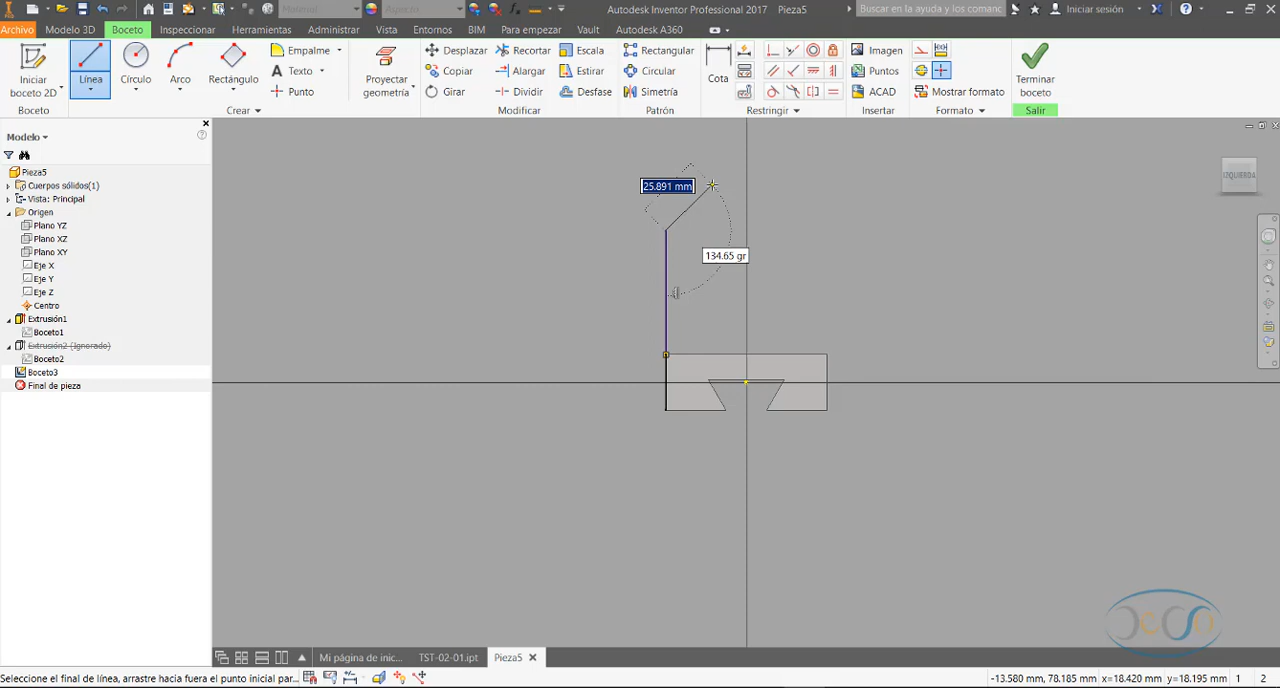 Mosaico
Aspecto
Autodesk Inventor Professional 2017 Pieza5
Buscar en la ayuda y los comanc
Iniciar sesión
Archivo Modelo 3D Boceto Inspeccionar Herramientas Administrar Vista Entornos BIM Para empezar Vault Autodesk A360
Iniciar boceto 2D
Línea
Círculo
Arco
Rectángulo
Empalme
Texto
Punto
Proyectar geometría
Desplazar
Copiar
Girar
Recortar
Alargar
Dividir
Escala
Estirar
Desfase
Rectangular
Circular
Simetría
Cota
Imagen
Puntos
ACAD
Mostrar formato
Terminar boceto
Boceto Crear Modificar Patrón Restringir Insertar Formato Salir
Modelo
Pieza5
Cuerpos sólidos(1)
Vista: Principal
Origen
Plano YZ
Plano XZ
Plano XY
Eje X
Eje Y
Eje Z
Centro
Extrusión1
Boceto1
Extrusión2 (Ignorado)
Boceto2
Boceto3
Final de pieza
IZQUIERDA
25.891 mm
134.65 gr
Mi página de inic... TST-02-01.ipt Pieza5
Seleccione el final de línea, arrastre hacia fuera el punto inicial par...
-13.580 mm, 78.185 mm x=18.420 mm y=18.195 mm 1 2